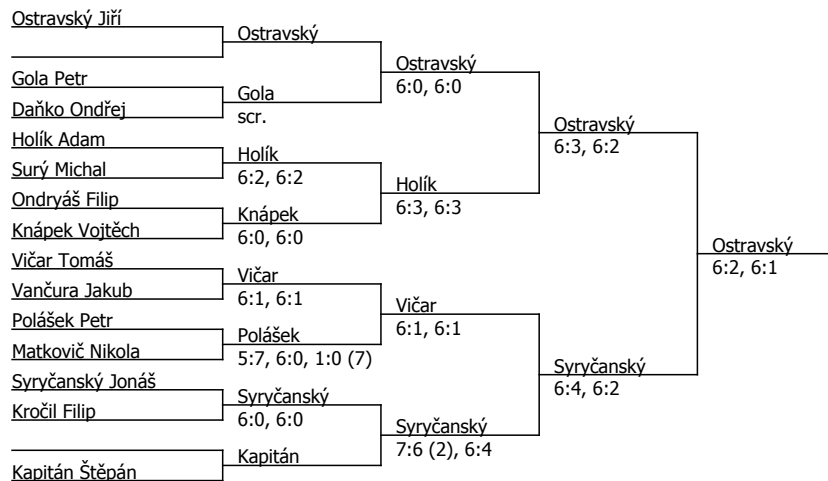 Ostravský Jiří
Gola Petr
Daňko Ondřej
Holík Adam
Surý Michal
Ondryáš Filip
Knápek Vojtěch
Vičar Tomáš
Vančura Jakub
Polášek Petr
Matkovič Nikola
Syryčanský Jonáš
Kročil Filip
Kapitán Štěpán
Ostravský
Gola
scr.
Holík
6:2, 6:2
Knápek
6:0, 6:0
Vičar
6:1, 6:1
Polášek
5:7, 6:0, 1:0 (7)
Syryčanský
6:0, 6:0
Kapitán
Ostravský
6:0, 6:0
Holík
6:3, 6:3
Vičar
6:1, 6:1
Syryčanský
7:6 (2), 6:4
Ostravský
6:3, 6:2
Syryčanský
6:4, 6:2
Ostravský
6:2, 6:1